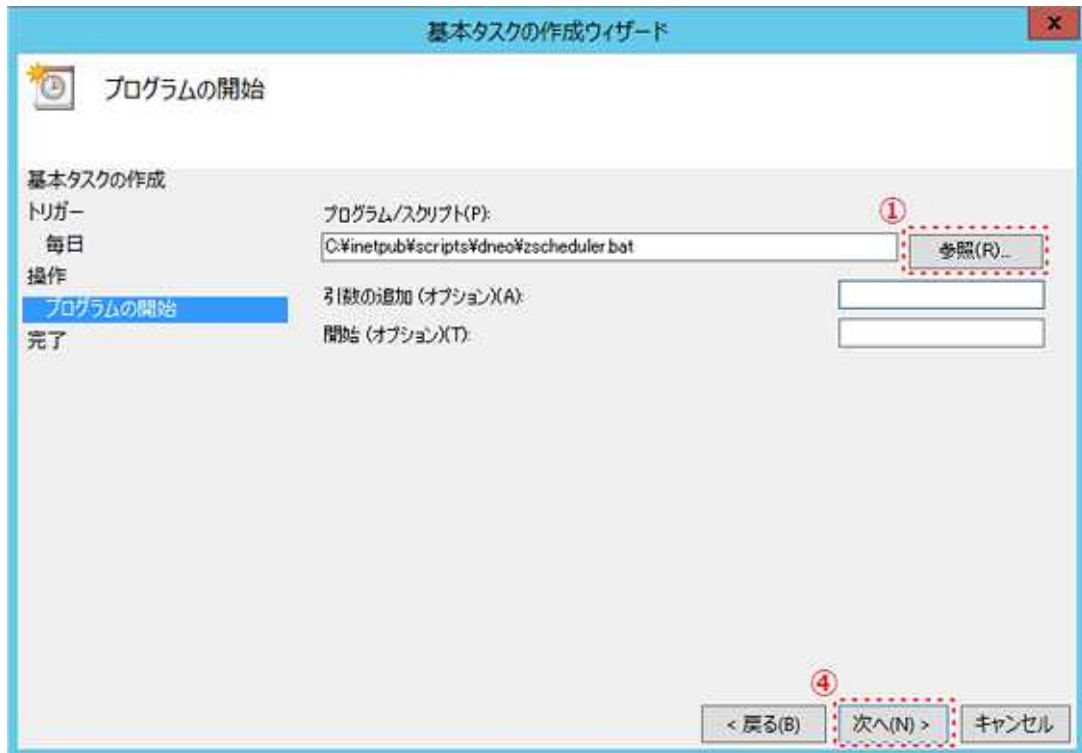 基本タスクの作成ウィザード
x
プログラムの開始
基本タスクの作成
トリガー
毎日
操作
プログラムの開始
完了
プログラム/スクリプト(P):
①
C:¥inetpub¥scripts¥dneo¥zscheduler.bat
参照(R)...
引数の追加 (オプション)(A):
開始 (オプション)(T):
④
< 戻る(B)
次へ(N) >
キャンセル